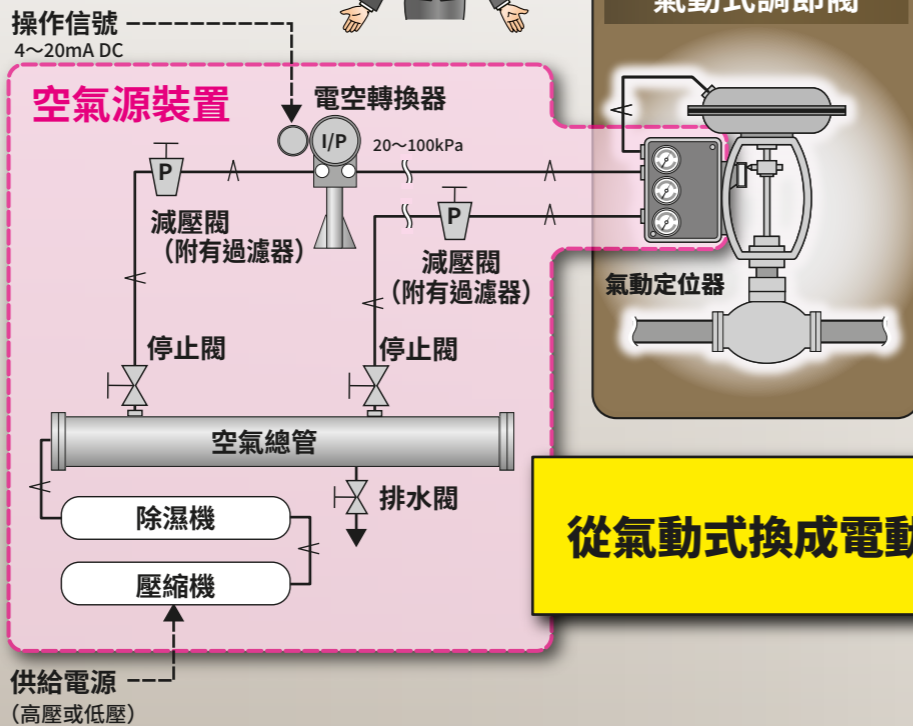 操作信號
4～20mA DC
氣動式調節閥
空氣源裝置
電空轉換器
I/P
20～100kPa
P
減壓閥
（附有過濾器）
P
減壓閥
（附有過濾器）
氣動定位器
停止閥
停止閥
空氣總管
排水閥
除濕機
壓縮機
從氣動式換成電動
供給電源
（高壓或低壓）